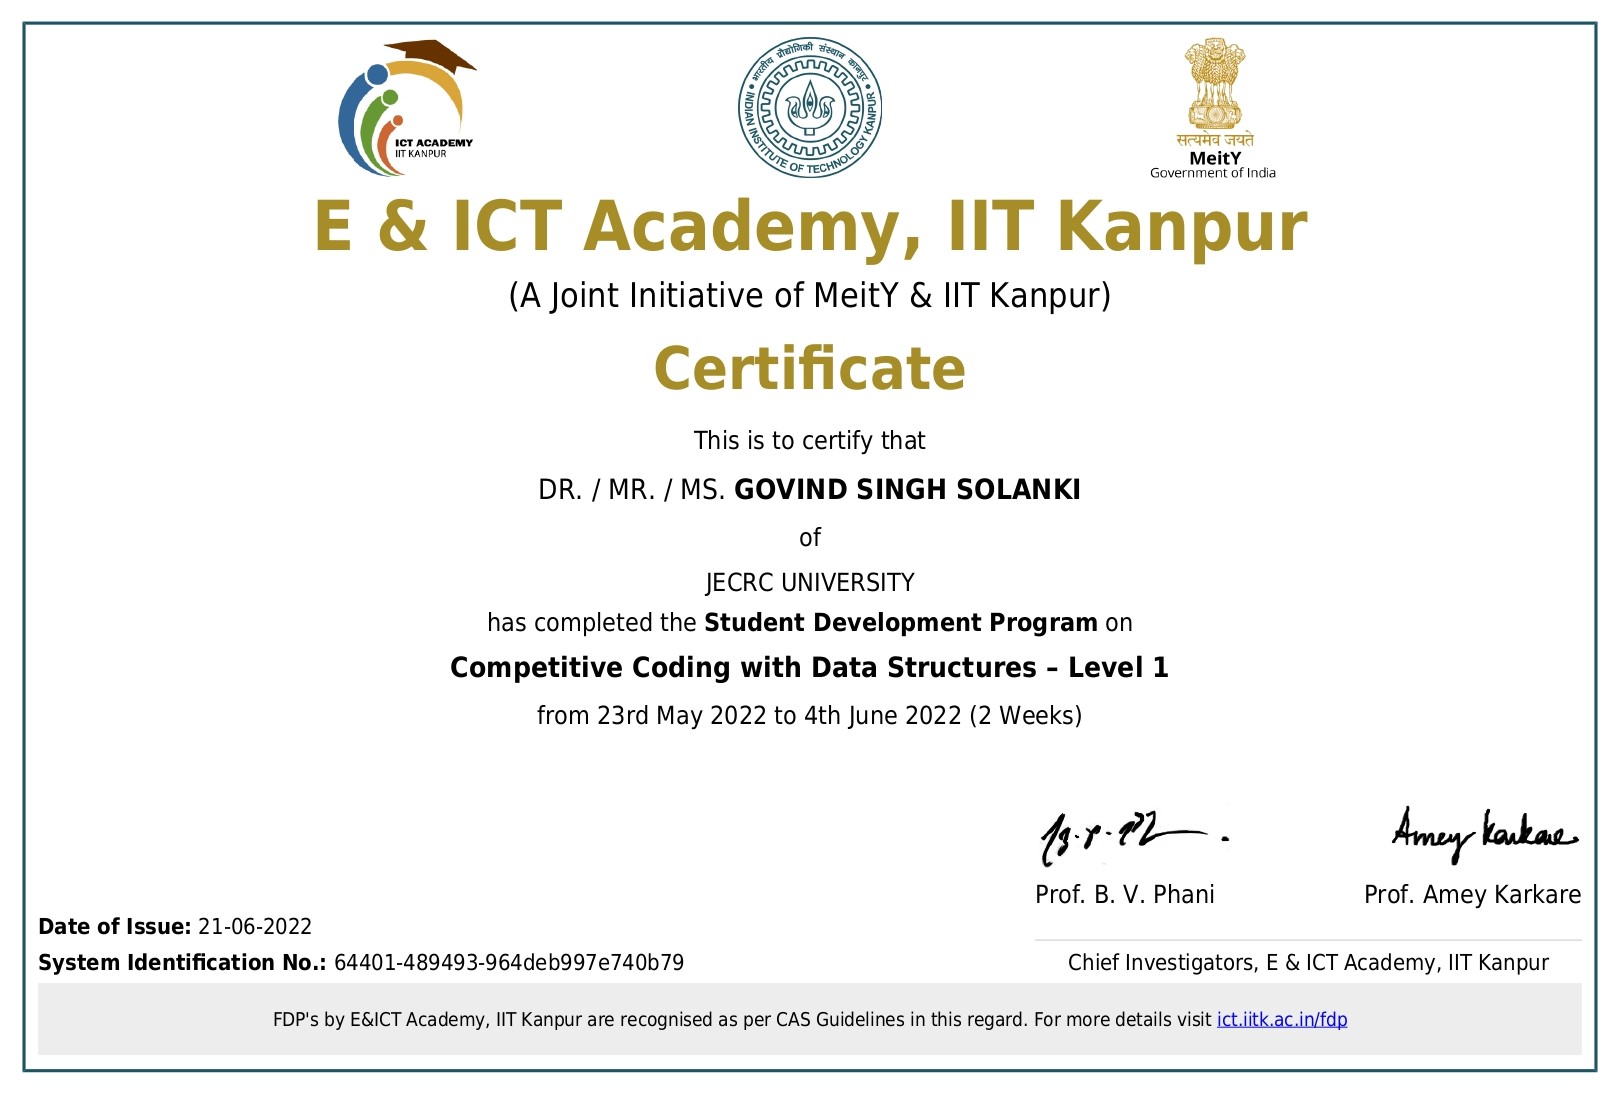 ICT ACADEMY
IIT KANPUR
भारतीय प्रौद्योगिकी संस्थान कानपुर
INDIAN INSTITUTE OF TECHNOLOGY KANPUR
सत्यमेव जयते
MeitY
Government of India
E & ICT Academy, IIT Kanpur
(A Joint Initiative of MeitY & IIT Kanpur)
Certificate
This is to certify that
DR. / MR. / MS. GOVIND SINGH SOLANKI
of
JECRC UNIVERSITY
has completed the Student Development Program on
Competitive Coding with Data Structures – Level 1
from 23rd May 2022 to 4th June 2022 (2 Weeks)
Amey Karkare
Prof. B. V. Phani
Prof. Amey Karkare
Date of Issue: 21-06-2022
System Identification No.: 64401-489493-964deb997e740b79
Chief Investigators, E & ICT Academy, IIT Kanpur
FDP's by E&ICT Academy, IIT Kanpur are recognised as per CAS Guidelines in this regard. For more details visit ict.iitk.ac.in/fdp